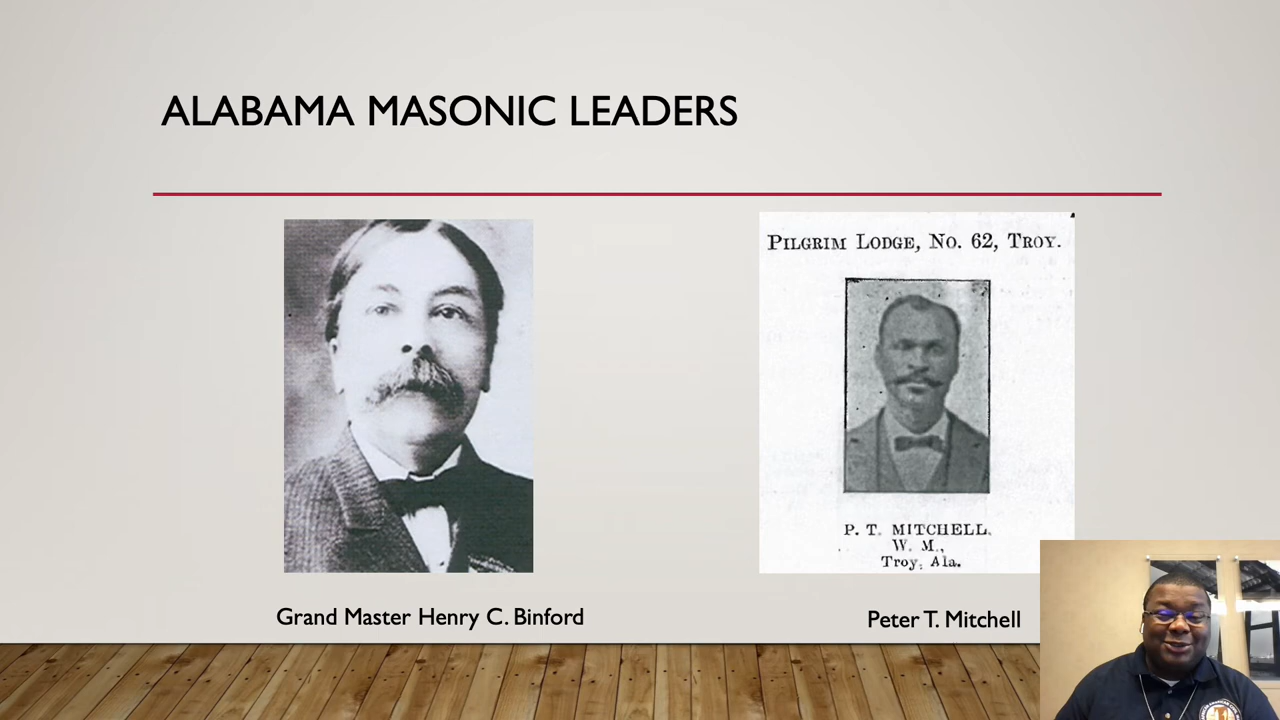 ALABAMA MASONIC LEADERS
PILGRIM LODGE, NO. 62, TROY.
P. T. MITCHELL.
W. M.,
Troy, Ala.
Grand Master Henry C. Binford
Peter T. Mitchell